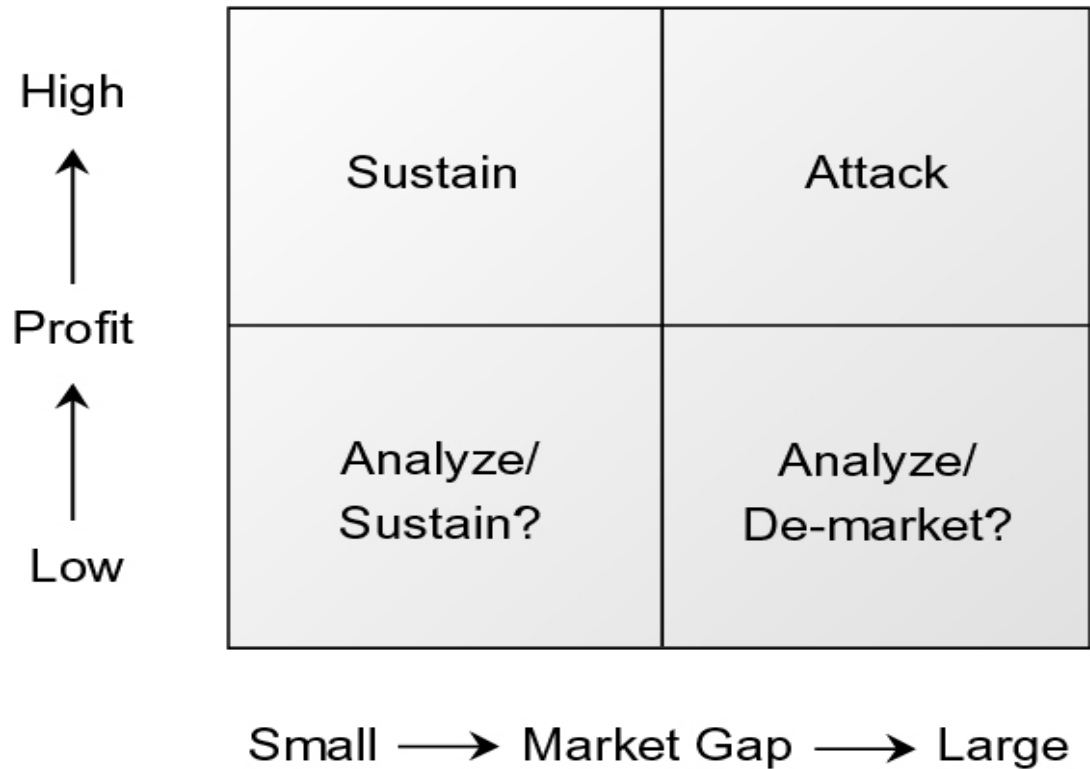 High
Sustain
Attack
Profit
Analyze/
Sustain?
Analyze/
De-market?
Low
Small
Market Gap
Large